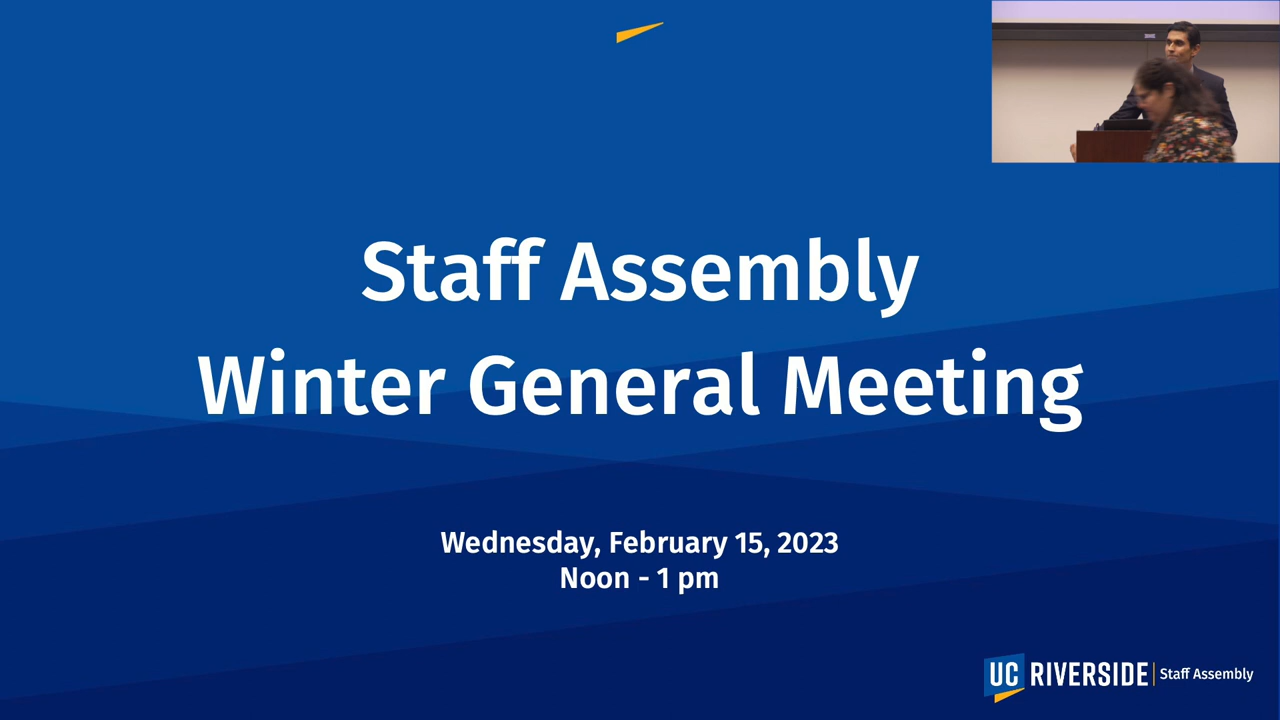 Staff Assembly
Winter General Meeting
Wednesday, February 15, 2023
Noon - 1 pm
UC RIVERSIDE | Staff Assembly